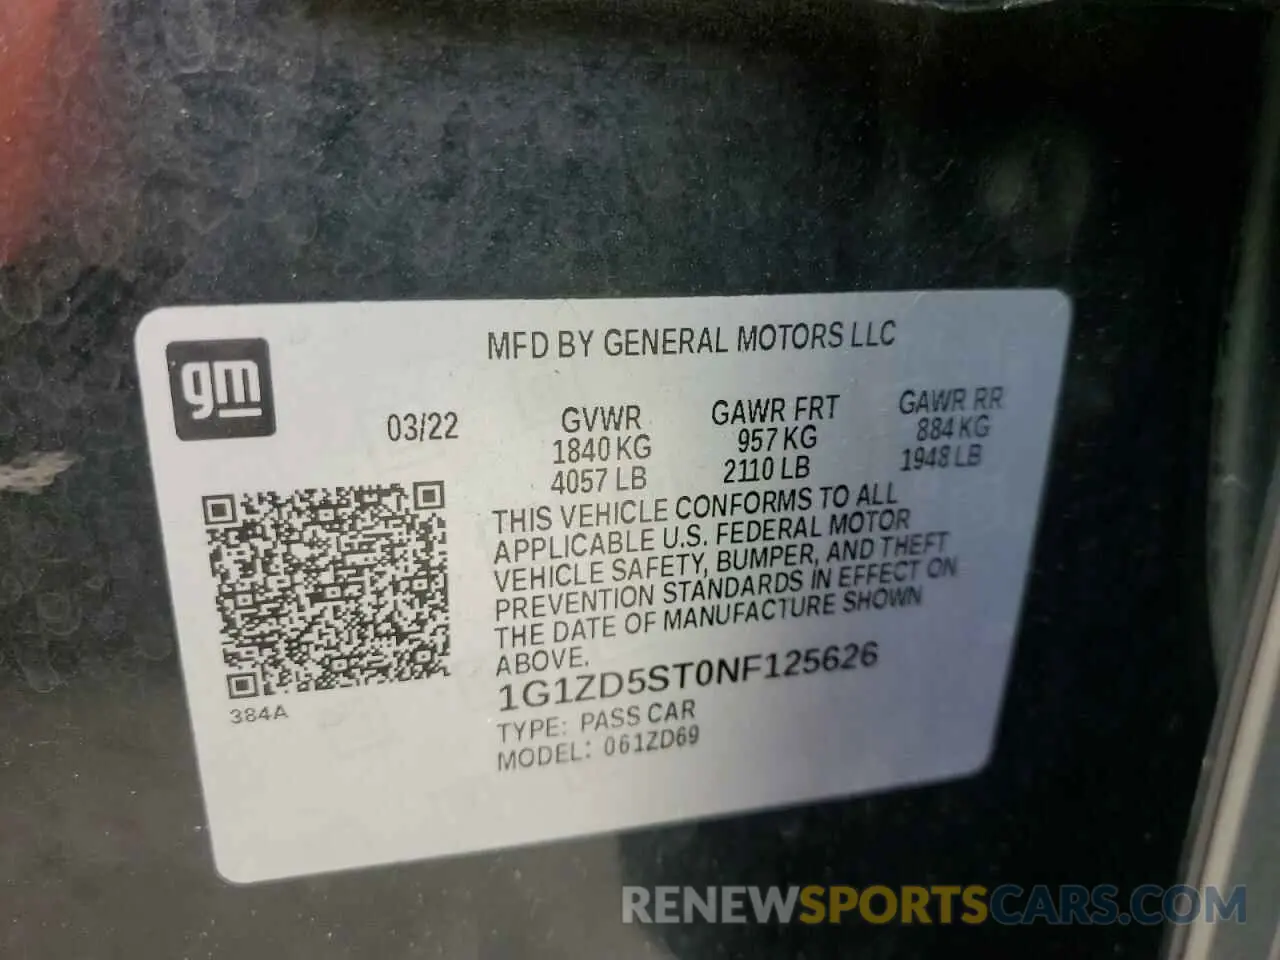 gm
MFD BY GENERAL MOTORS LLC
03/22
GVWR
1840 KG
4057 LB
GAWR FRT
957 KG
2110 LB
GAWR RR
884 KG
1948 LB
THIS VEHICLE CONFORMS TO ALL
APPLICABLE U.S. FEDERAL MOTOR
VEHICLE SAFETY, BUMPER, AND THEFT
PREVENTION STANDARDS IN EFFECT ON
THE DATE OF MANUFACTURE SHOWN
ABOVE.
1G1ZD5ST0NF125626
TYPE: PASS CAR
MODEL: 061ZD69
384A
RENEWSPORTSCARS.COM